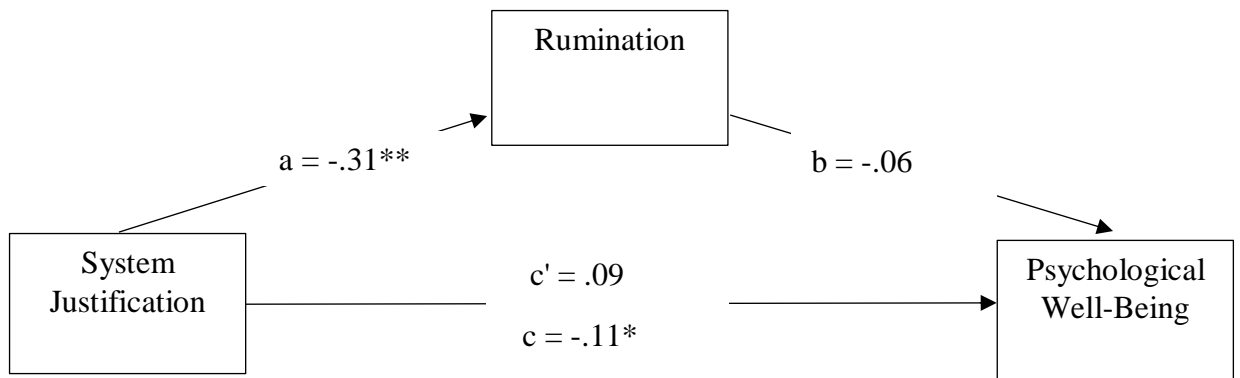 Rumination
a = -.31**
b = -.06
System
Justification
c' = .09
c = -.11*
Psychological
Well-Being